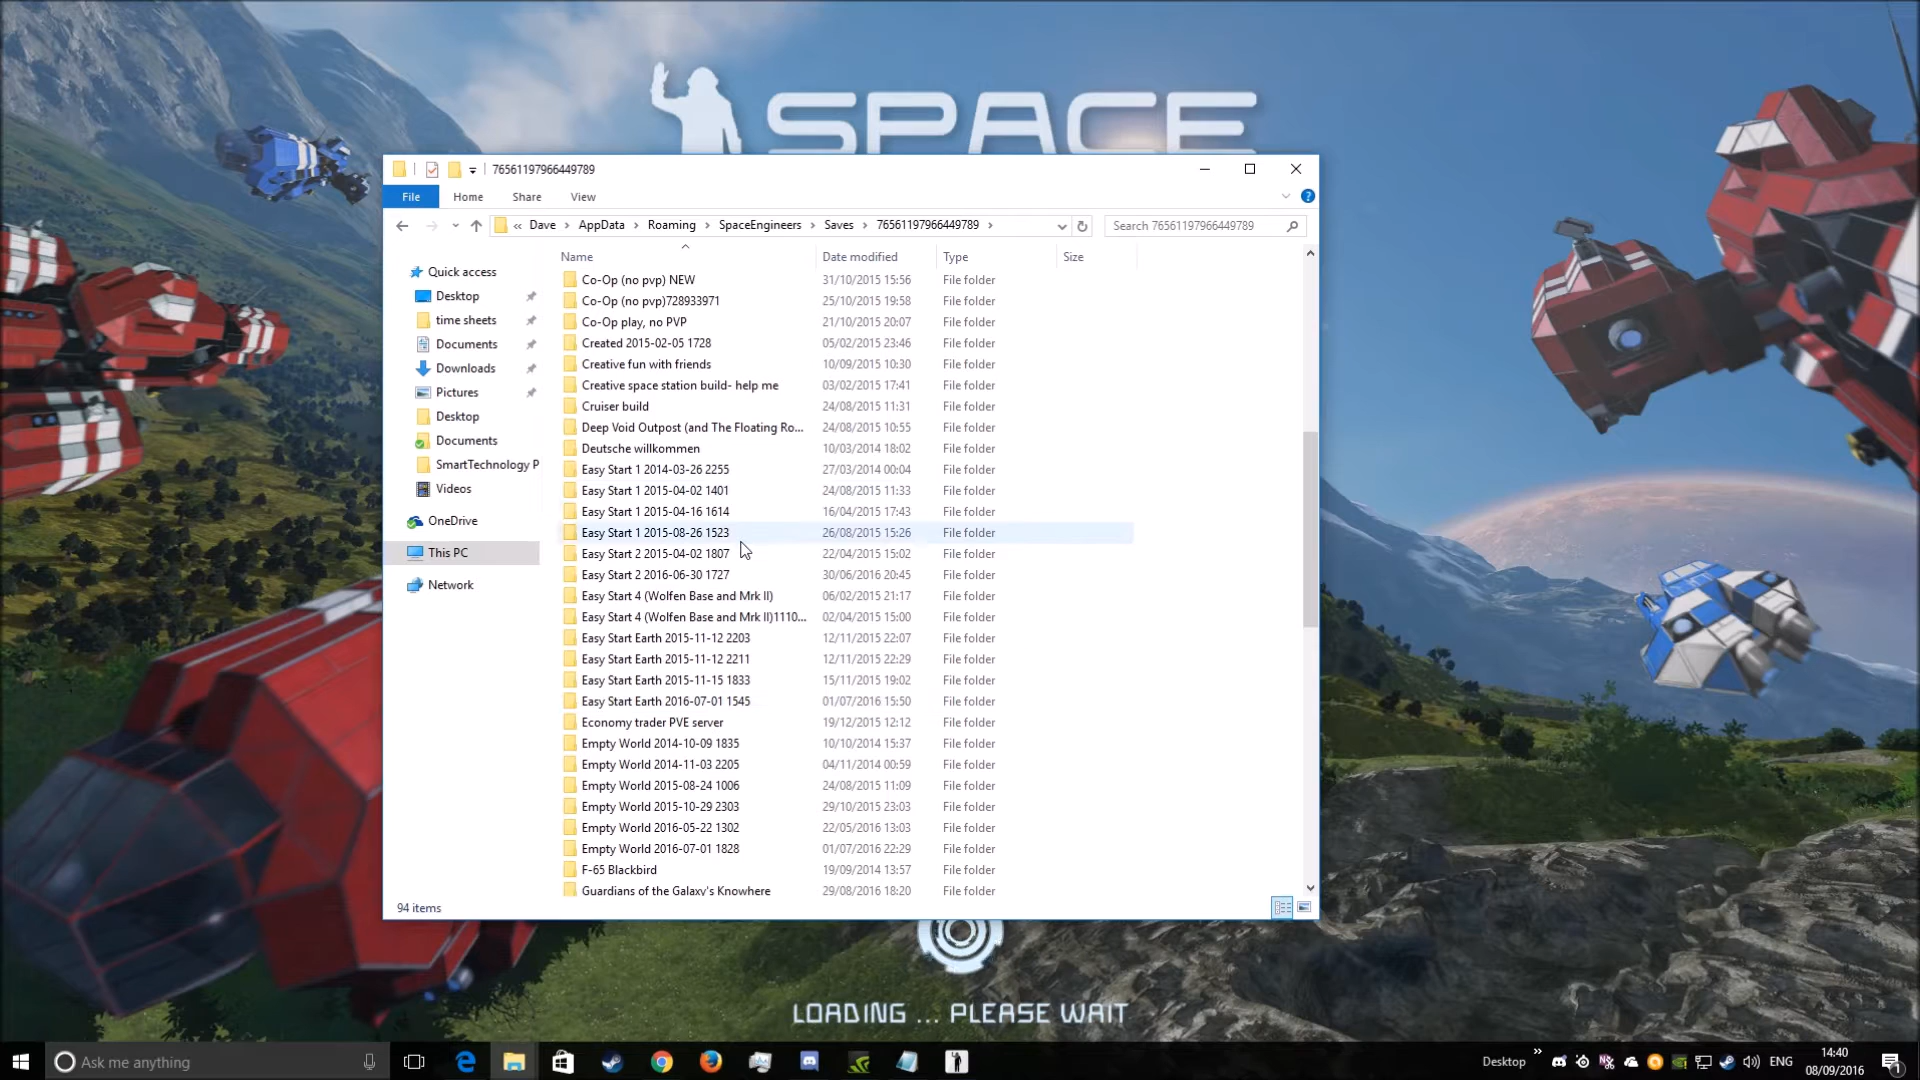 SPACE
76561197966449789
File
Home
Share
View
« Dave > AppData > Roaming > SpaceEngineers > Saves > 76561197966449789 >
Search 76561197966449789
Name
Date modified
Type
Size
Quick access
Desktop
time sheets
Documents
Downloads
Pictures
Desktop
Documents
SmartTechnology P
Videos
OneDrive
This PC
Network
Co-Op (no pvp) NEW 31/10/2015 15:56 File folder
Co-Op (no pvp)728933971 25/10/2015 19:58 File folder
Co-Op play, no PVP 21/10/2015 20:07 File folder
Created 2015-02-05 1728 05/02/2015 23:46 File folder
Creative fun with friends 10/09/2015 10:30 File folder
Creative space station build- help me 03/02/2015 17:41 File folder
Cruiser build 24/08/2015 11:31 File folder
Deep Void Outpost (and The Floating Ro... 24/08/2015 10:55 File folder
Deutsche willkommen 10/03/2014 18:02 File folder
Easy Start 1 2014-03-26 2255 27/03/2014 00:04 File folder
Easy Start 1 2015-04-02 1401 24/08/2015 11:33 File folder
Easy Start 1 2015-04-16 1614 16/04/2015 17:43 File folder
Easy Start 1 2015-08-26 1523 26/08/2015 15:26 File folder
Easy Start 2 2015-04-02 1807 22/04/2015 15:02 File folder
Easy Start 2 2016-06-30 1727 30/06/2016 20:45 File folder
Easy Start 4 (Wolfen Base and Mrk II) 06/02/2015 21:17 File folder
Easy Start 4 (Wolfen Base and Mrk II)1110... 02/04/2015 15:00 File folder
Easy Start Earth 2015-11-12 2203 12/11/2015 22:07 File folder
Easy Start Earth 2015-11-12 2211 12/11/2015 22:29 File folder
Easy Start Earth 2015-11-15 1833 15/11/2015 19:02 File folder
Easy Start Earth 2016-07-01 1545 01/07/2016 15:50 File folder
Economy trader PVE server 19/12/2015 12:12 File folder
Empty World 2014-10-09 1835 10/10/2014 15:37 File folder
Empty World 2014-11-03 2205 04/11/2014 00:59 File folder
Empty World 2015-08-24 1006 24/08/2015 11:09 File folder
Empty World 2015-10-29 2303 29/10/2015 23:03 File folder
Empty World 2016-05-22 1302 22/05/2016 13:03 File folder
Empty World 2016-07-01 1828 01/07/2016 22:29 File folder
F-65 Blackbird 19/09/2014 13:57 File folder
Guardians of the Galaxy's Knowhere 29/08/2016 18:20 File folder
94 items
LOADING ... PLEASE WAIT
Ask me anything
Desktop
ENG
14:40
08/09/2016
1